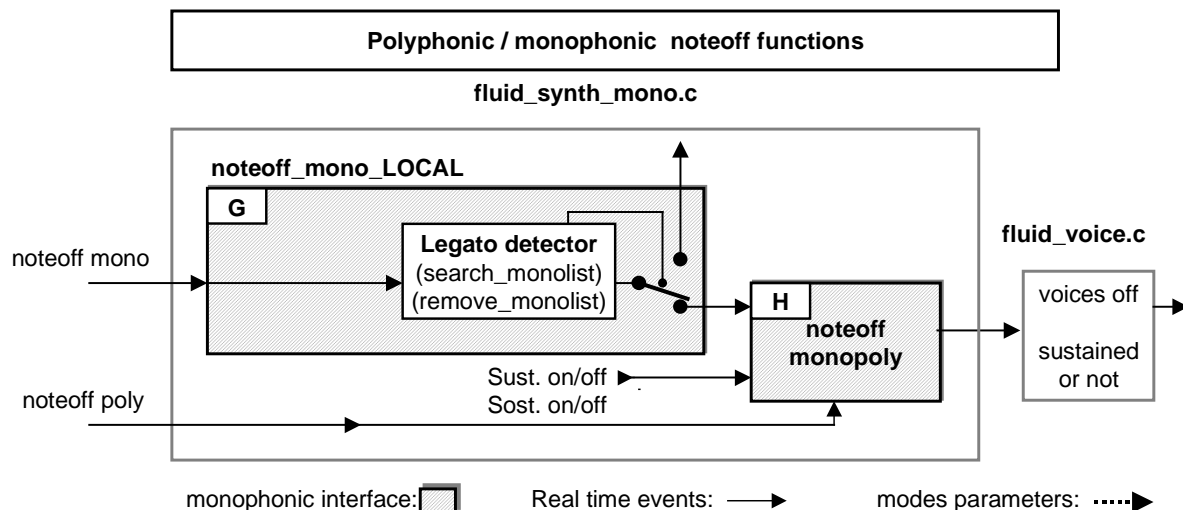 Polyphonic / monophonic noteoff functions
fluid_synth_mono.c
noteoff_mono_LOCAL
G
Legato detector
(search_monolist)
(remove_monolist)
noteoff mono
fluid_voice.c
H
noteoff
monopoly
voices off
sustained
or not
Sust. on/off
Sost. on/off
noteoff poly
monophonic interface:
Real time events:
modes parameters: